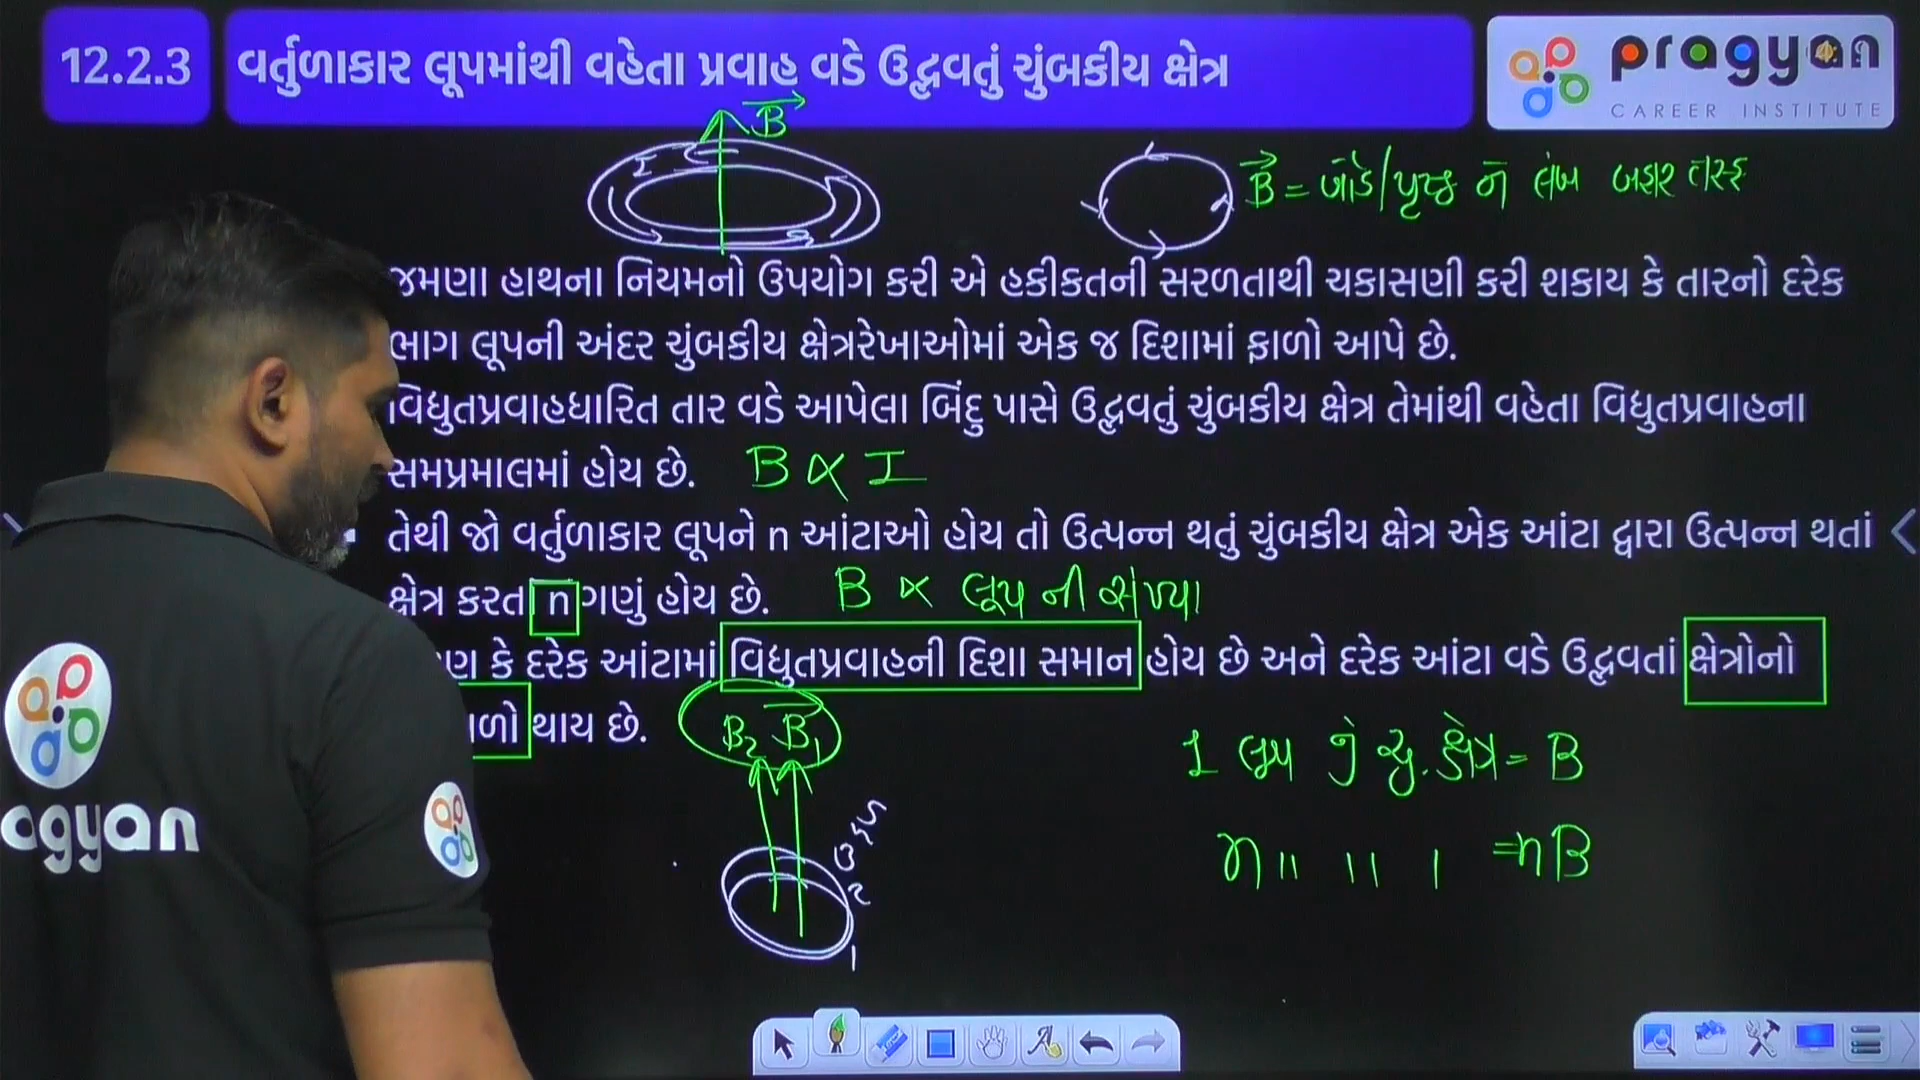 12.2.3 વર્તુળાકાર લૂપમાંથી વહેતા પ્રવાહ વડે ઉદ્ભવતું ચુંબકીય ક્ષેત્ર
pragyan
CAREER INSTITUTE
B
I
B = બોર્ડ/પૃષ્ઠ ને લંબ બહાર તરફ
જમણા હાથના નિયમનો ઉપયોગ કરી એ હકીકતની સરળતાથી ચકાસણી કરી શકાય કે તારનો દરેક
ભાગ લૂપની અંદર ચુંબકીય ક્ષેત્રરેખાઓમાં એક જ દિશામાં ફાળો આપે છે.
વિદ્યુતપ્રવાહધારિત તાર વડે આપેલા બિંદુ પાસે ઉદ્ભવતું ચુંબકીય ક્ષેત્ર તેમાંથી વહેતા વિદ્યુતપ્રવાહના
સમપ્રમાલમાં હોય છે. B ∝ I
તેથી જો વર્તુળાકાર લૂપને n આંટાઓ હોય તો ઉત્પન્ન થતું ચુંબકીય ક્ષેત્ર એક આંટા દ્વારા ઉત્પન્ન થતાં
ક્ષેત્ર કરત n ગણું હોય છે. B ∝ લૂપ ની સંખ્યા
ણ કે દરેક આંટામાં વિદ્યુતપ્રવાહની દિશા સમાન હોય છે અને દરેક આંટા વડે ઉદ્ભવતાં ક્ષેત્રોનો
ળો થાય છે.
B₂ B₁
1 લૂપ નું ચુ. ક્ષેત્ર = B
n " " = nB
2
1
agyan